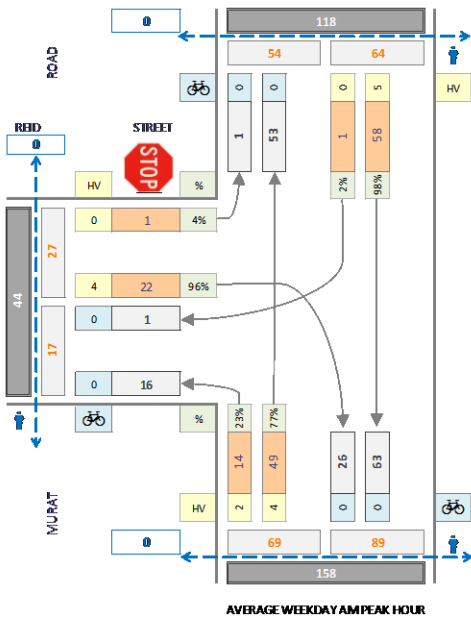 0
118
54 64
ROAD
0 0 0 5 HV
REID STREET
0
STOP
1 53 1 58
HV %
2% 98%
0 1 4%
27
4 22 96%
44
0 1
17
0 16
%
23% 77%
14 49 26 63
MURAT
HV 2 4 0 0
0
69 89
158
AVERAGE WEEKDAY AM PEAK HOUR